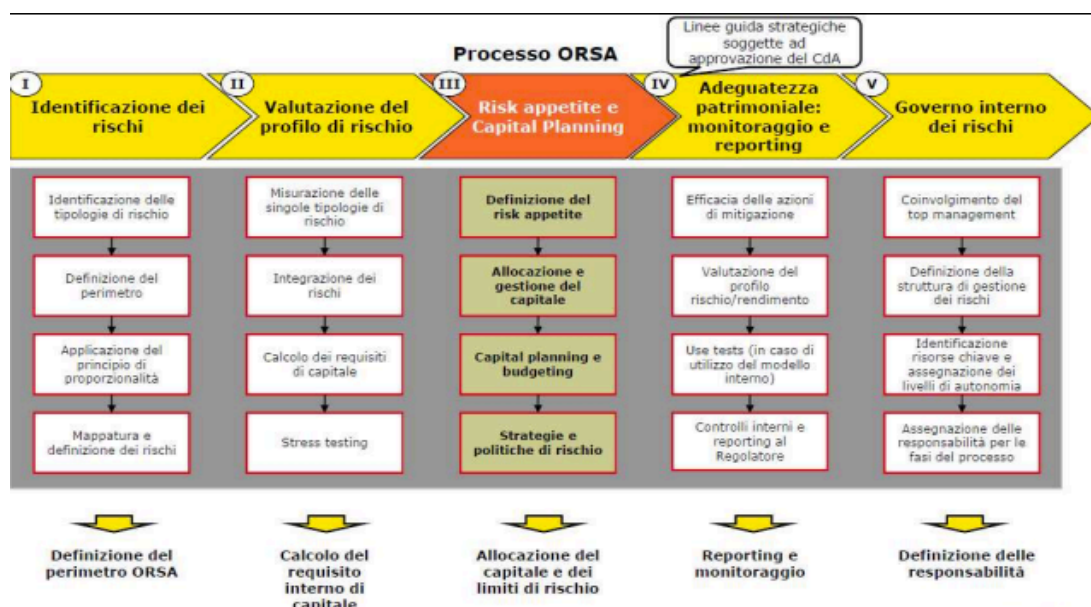 Linee guida strategiche
soggette ad
approvazione del CdA
Processo ORSA
I
Identificazione dei
rischi
II
Valutazione del
profilo di rischio
III
Risk appetite e
Capital Planning
IV
Adeguatezza
patrimoniale:
monitoraggio e
reporting
V
Governo interno
dei rischi
Identificazione delle
tipologie di rischio
Definizione del
perimetro
Applicazione del
principio di
proporzionalità
Mappatura e
definizione dei rischi
Definizione del
perimetro ORSA
Misurazione delle
singole tipologie di
rischio
Integrazione dei
rischi
Calcolo dei requisiti
di capitale
Stress testing
Calcolo del
requisito
interno di
capitale
Definizione del
risk appetite
Allocazione e
gestione del
capitale
Capital planning e
budgeting
Strategie e
politiche di rischio
Allocazione del
capitale e dei
limiti di rischio
Efficacia delle azioni
di mitigazione
Valutazione del
profilo
rischio/rendimento
Use tests (in caso di
utilizzo del modello
interno)
Controlli interni e
reporting al
Regolatore
Reporting e
monitoraggio
Coinvolgimento del
top management
Definizione della
struttura di gestione
dei rischi
Identificazione
risorse chiave e
assegnazione dei
livelli di autonomia
Assegnazione delle
responsabilità per le
fasi del processo
Definizione delle
responsabilità